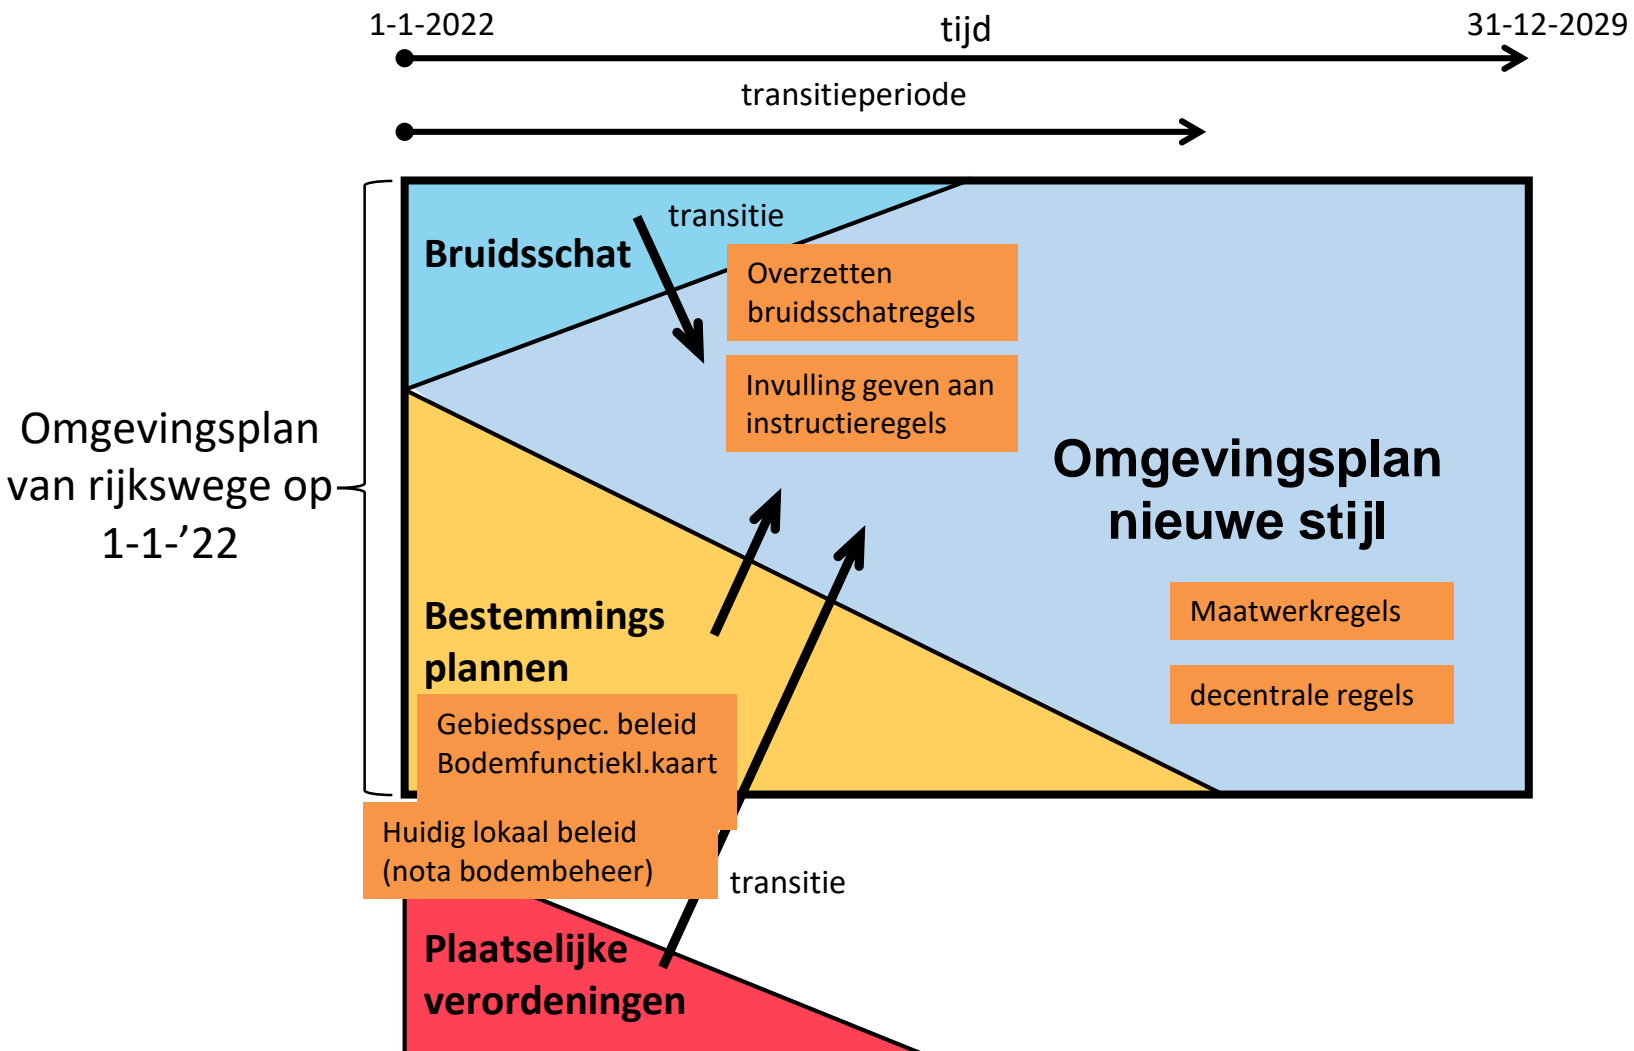 1-1-2022
tijd
31-12-2029
transitieperiode
transitie
Bruidsschat
Overzetten
bruidsschatregels
Invulling geven aan
instructieregels
Omgevingsplan
van rijkswege op
1-1-’22
Omgevingsplan
nieuwe stijl
Bestemmings
plannen
Maatwerkregels
decentrale regels
Gebiedsspec. beleid
Bodemfunctiekl.kaart
Huidig lokaal beleid
(nota bodembeheer)
transitie
Plaatselijke
verordeningen